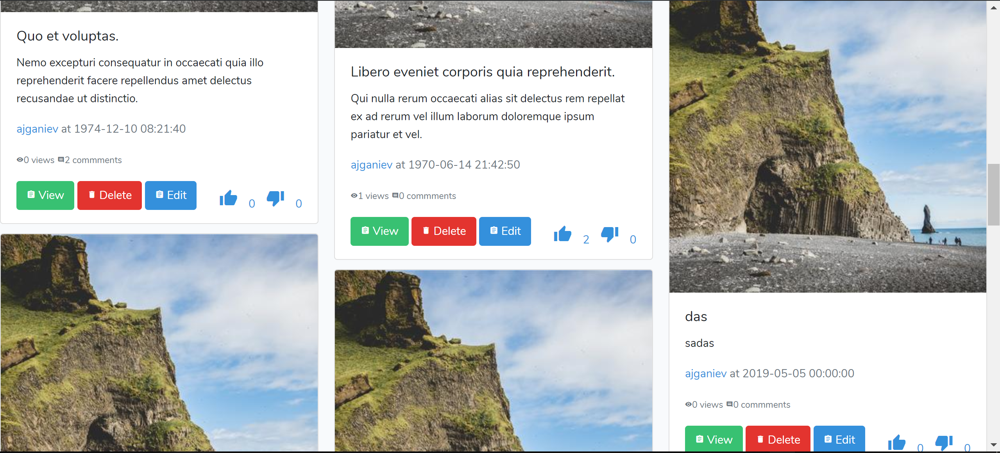 Quo et voluptas.
Nemo excepturi consequatur in occaecati quia illo
reprehenderit facere repellendus amet delectus
recusandae ut distinctio.
ajganiev at 1974-12-10 08:21:40
0 views 2 commments
View Delete Edit 0 0
Libero eveniet corporis quia reprehenderit.
Qui nulla rerum occaecati alias sit delectus rem repellat
ex ad rerum vel illum laborum doloremque ipsum
pariatur et vel.
ajganiev at 1970-06-14 21:42:50
1 views 0 commments
View Delete Edit 2 0
das
sadas
ajganiev at 2019-05-05 00:00:00
0 views 0 commments
View Delete Edit 0 0